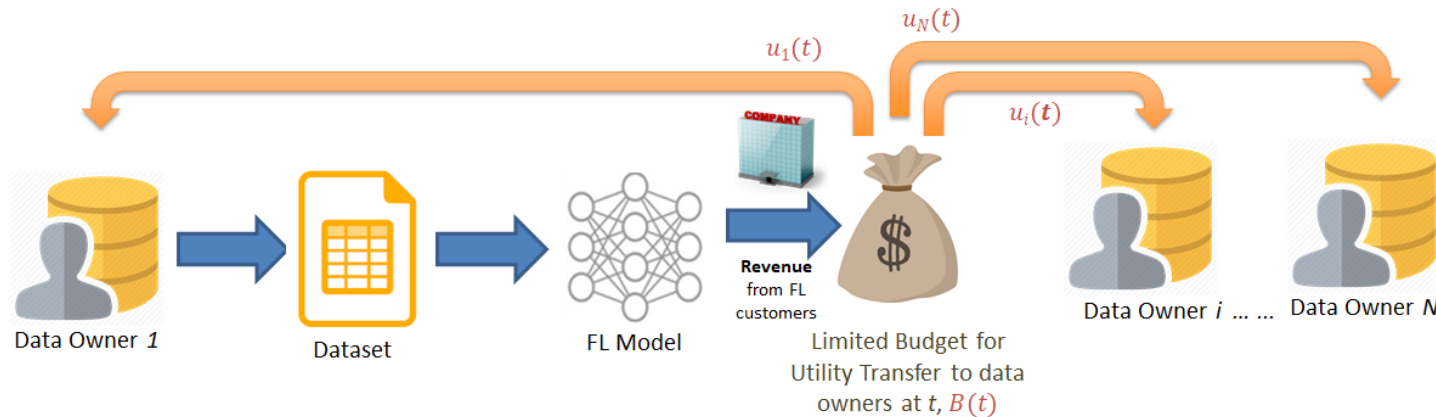 u_N(t)
u_1(t)
u_i(t)
COMPANY
$
Revenue
from FL
customers
Data Owner 1
Dataset
FL Model
Limited Budget for
Utility Transfer to data
owners at t, B(t)
Data Owner i ... ...
Data Owner N